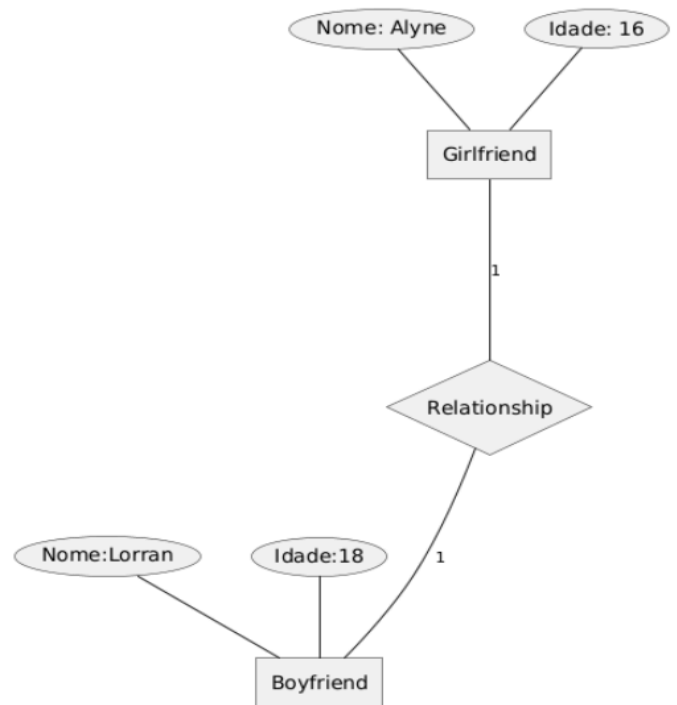 Nome: Alyne
Idade: 16
Girlfriend
1
Relationship
Nome:Lorran
Idade:18
1
Boyfriend